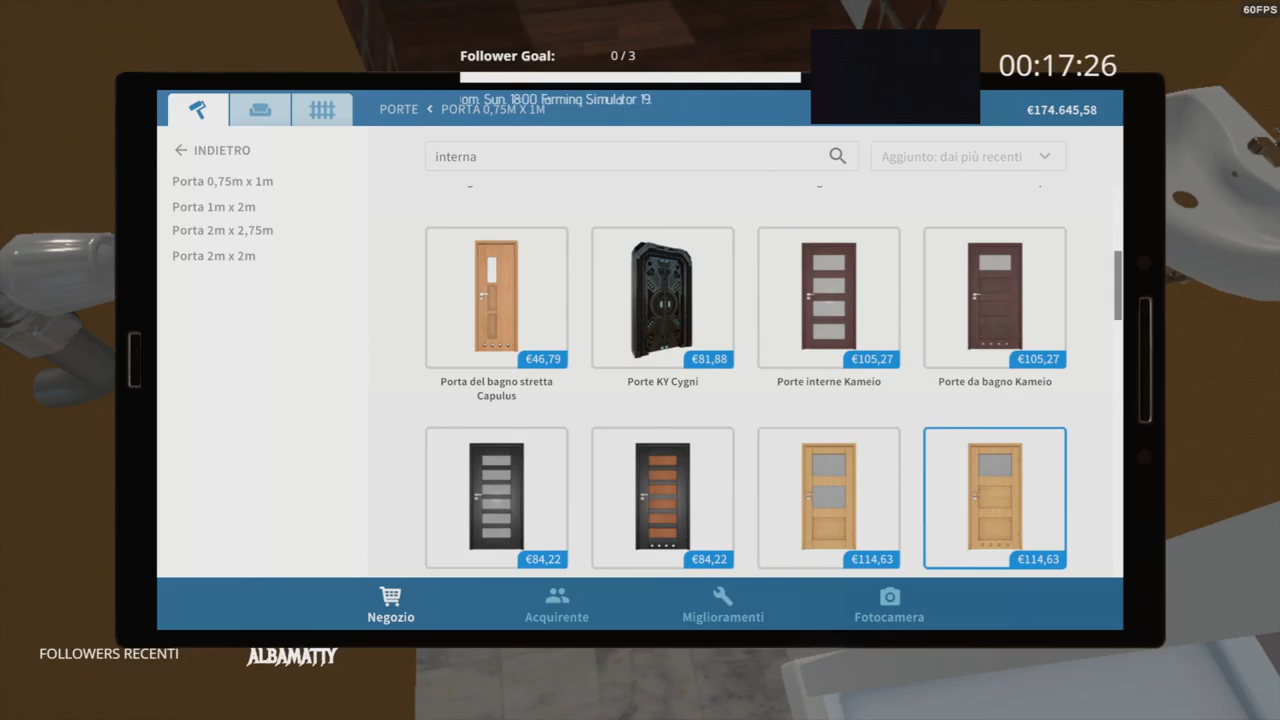 60FPS
Follower Goal: 0 / 3
00:17:26
om. Sun. 18:00 Farming Simulator 19.
PORTE < PORTA 0,75M X 1M
€174.645,58
INDIETRO
interna
Aggiunto: dai più recenti
Porta 0,75m x 1m
Porta 1m x 2m
Porta 2m x 2,75m
Porta 2m x 2m
€46,79
€81,88
€105,27
€105,27
Porta del bagno stretta
Capulus
Porte KY Cygni
Porte interne Kameio
Porte da bagno Kameio
€84,22
€84,22
€114,63
€114,63
Negozio
Acquirente
Miglioramenti
Fotocamera
FOLLOWERS RECENTI
ALBAMATTY